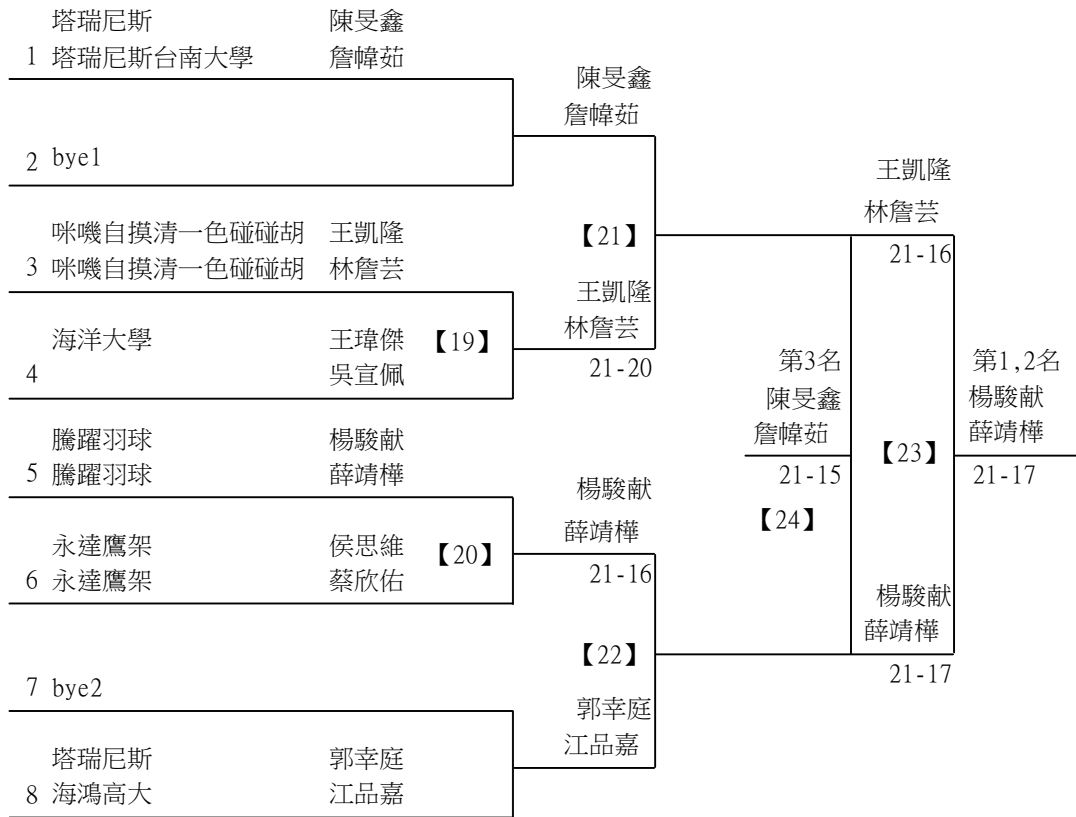 塔瑞尼斯 陳旻鑫
1 塔瑞尼斯台南大學 詹幃茹
陳旻鑫
詹幃茹
2 bye1
王凱隆
林詹芸
21-16
咪嘰自摸清一色碰碰胡 王凱隆
3 咪嘰自摸清一色碰碰胡 林詹芸
【21】
王凱隆
林詹芸
21-20
海洋大學 王瑋傑 【19】
4 吳宣佩
第3名
陳旻鑫
詹幃茹
21-15
【24】
【23】
第1,2名
楊駿献
薛靖樺
21-17
騰躍羽球 楊駿献
5 騰躍羽球 薛靖樺
楊駿献
薛靖樺
21-16
永達鷹架 侯思維 【20】
6 永達鷹架 蔡欣佑
楊駿献
薛靖樺
21-17
【22】
7 bye2
郭幸庭
江品嘉
塔瑞尼斯 郭幸庭
8 海鴻高大 江品嘉